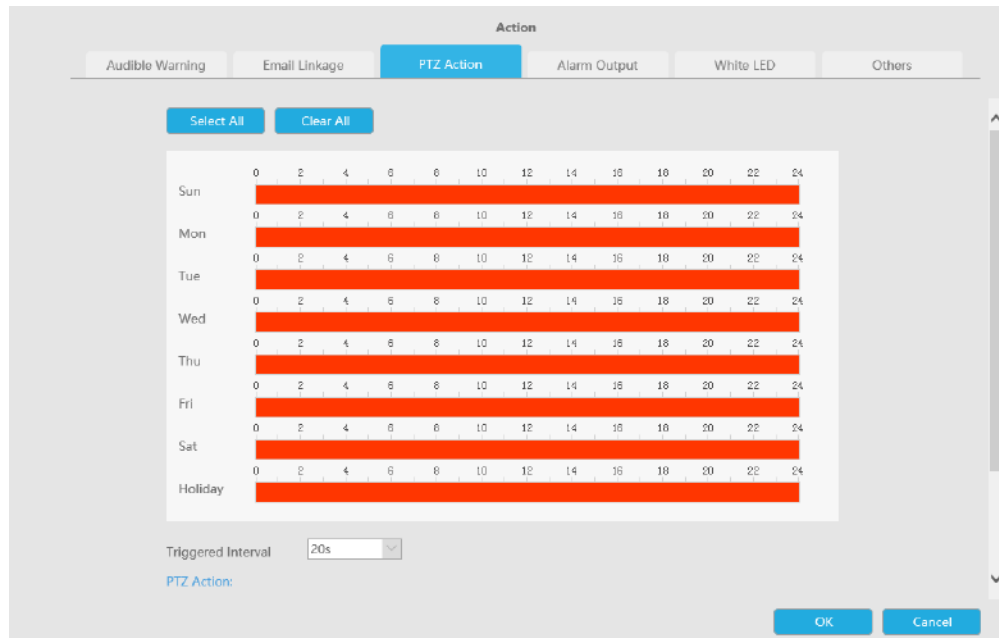 Action
Audible Warning Email Linkage PTZ Action Alarm Output White LED Others
Select All Clear All
0 2 4 6 8 10 12 14 16 18 20 22 24
Sun
0 2 4 6 8 10 12 14 16 18 20 22 24
Mon
0 2 4 6 8 10 12 14 16 18 20 22 24
Tue
0 2 4 6 8 10 12 14 16 18 20 22 24
Wed
0 2 4 6 8 10 12 14 16 18 20 22 24
Thu
0 2 4 6 8 10 12 14 16 18 20 22 24
Fri
0 2 4 6 8 10 12 14 16 18 20 22 24
Sat
0 2 4 6 8 10 12 14 16 18 20 22 24
Holiday
Triggered Interval 20s
PTZ Action:
OK Cancel